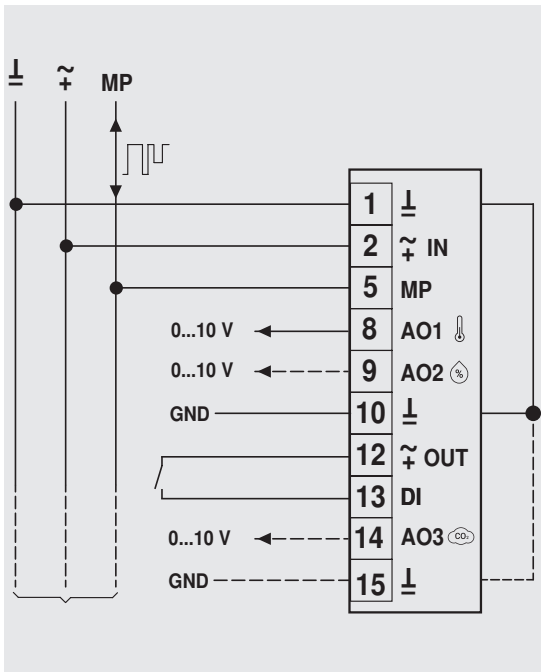 ⊥ ~+ MP
1 ⊥
2 ~+ IN
5 MP
0...10 V 8 AO1
0...10 V 9 AO2 %
GND 10 ⊥
12 ~+ OUT
13 DI
0...10 V 14 AO3 CO₂
GND 15 ⊥